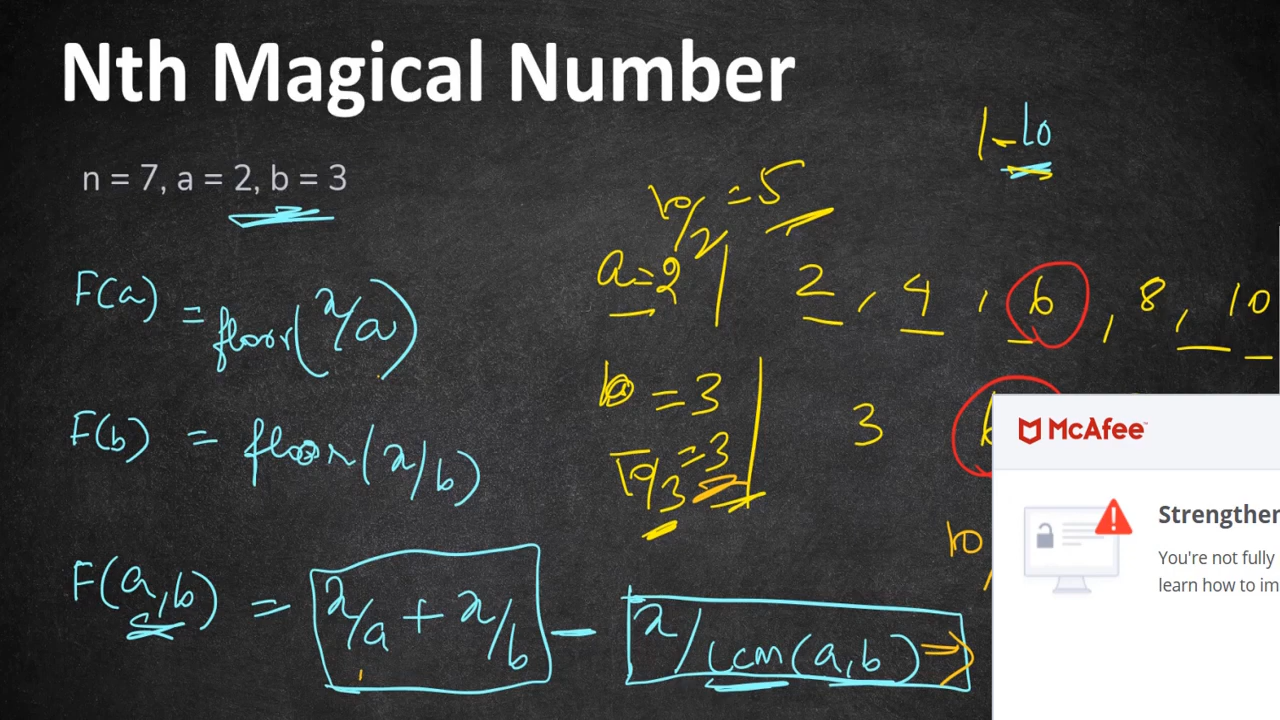 Nth Magical Number
1-10
n = 7, a = 2, b = 3
10/2 = 5
a=2 | 2, 4, 6, 8, 10
F(a) = floor(x/a)
b = 3 | 3
F(b) = floor(x/b)
10/3 = 3
McAfee
Strengthen
10
You're not fully
learn how to im
F(a,b) = x/a + x/b - x/lcm(a,b) ⇒